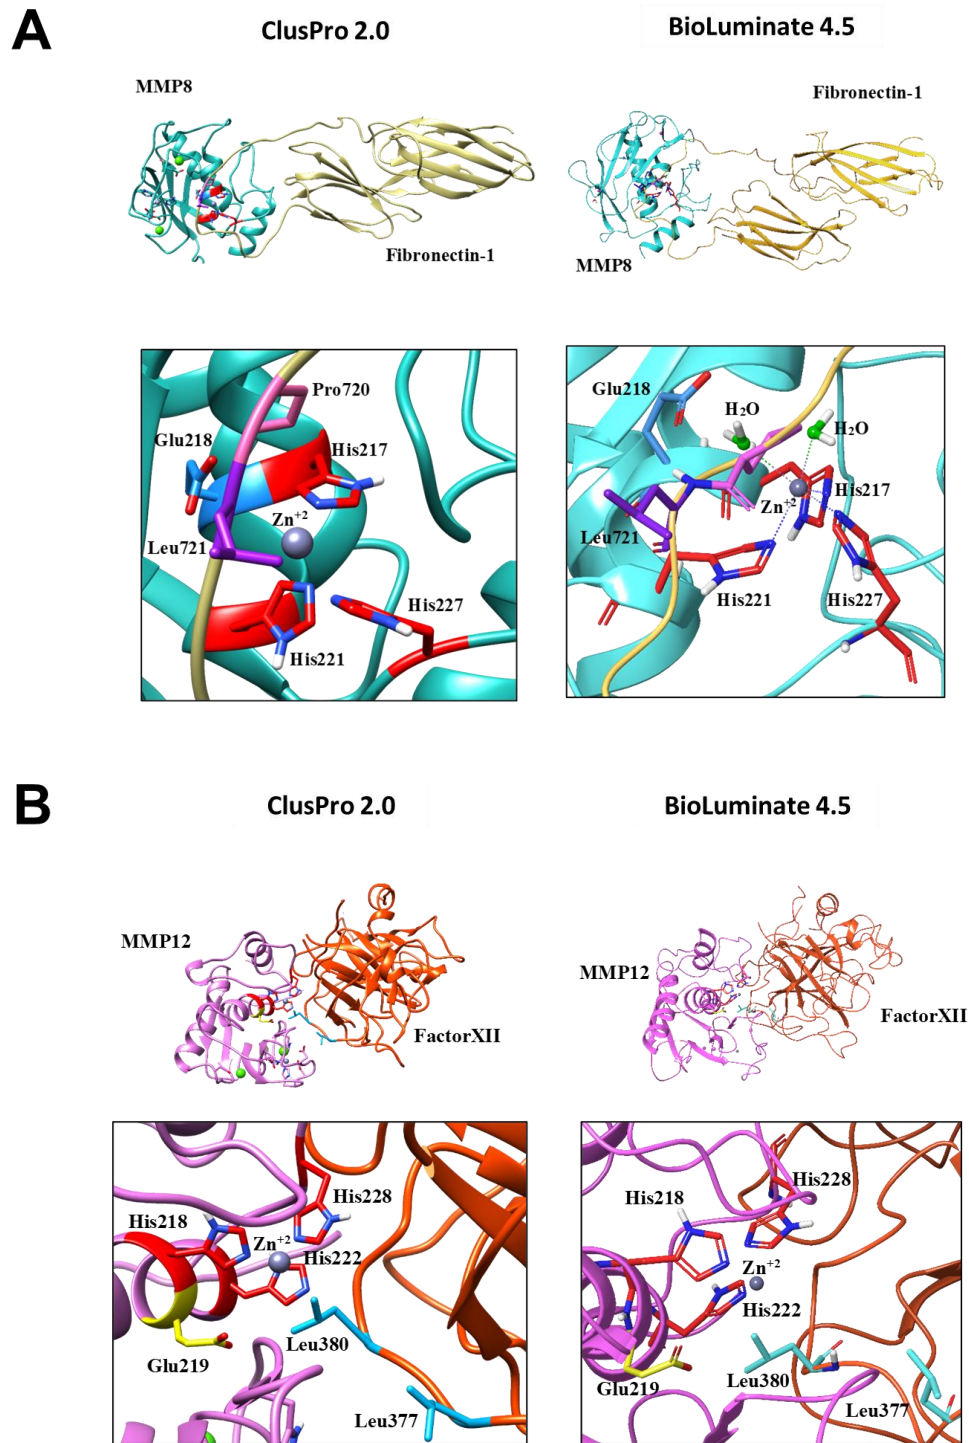 A
ClusPro 2.0
BioLuminate 4.5
MMP8
Fibronectin-1
Fibronectin-1
MMP8
Pro720
Glu218
His217
Zn+2
Leu721
His227
His221
Glu218
H2O
H2O
His217
Zn+2
Leu721
His221
His227
B
ClusPro 2.0
BioLuminate 4.5
MMP12
FactorXII
MMP12
FactorXII
His228
His218
Zn+2
His222
Leu380
Glu219
Leu377
His228
His218
Zn+2
His222
Leu380
Glu219
Leu377